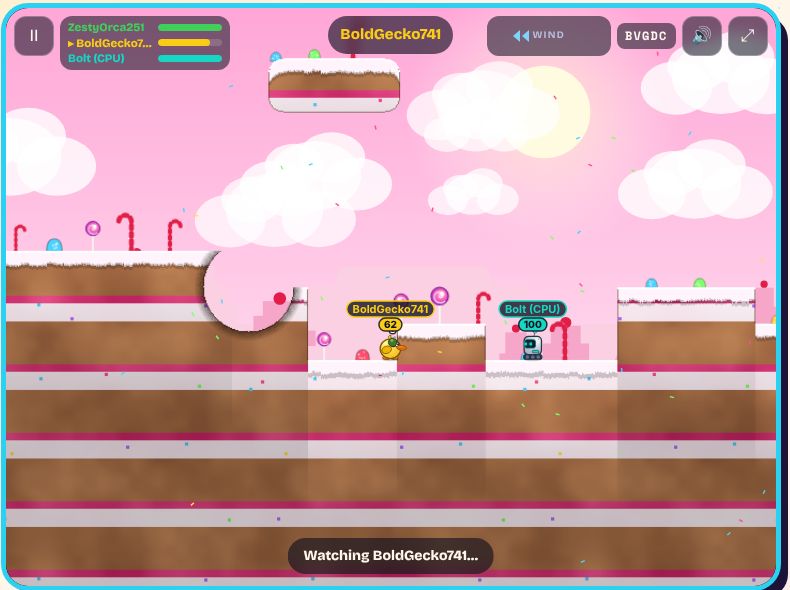 ZestyOrca251
▸ BoldGecko7...
Bolt (CPU)
BoldGecko741
WIND
BVGDC
BoldGecko741
62
Bolt (CPU)
100
Watching BoldGecko741...